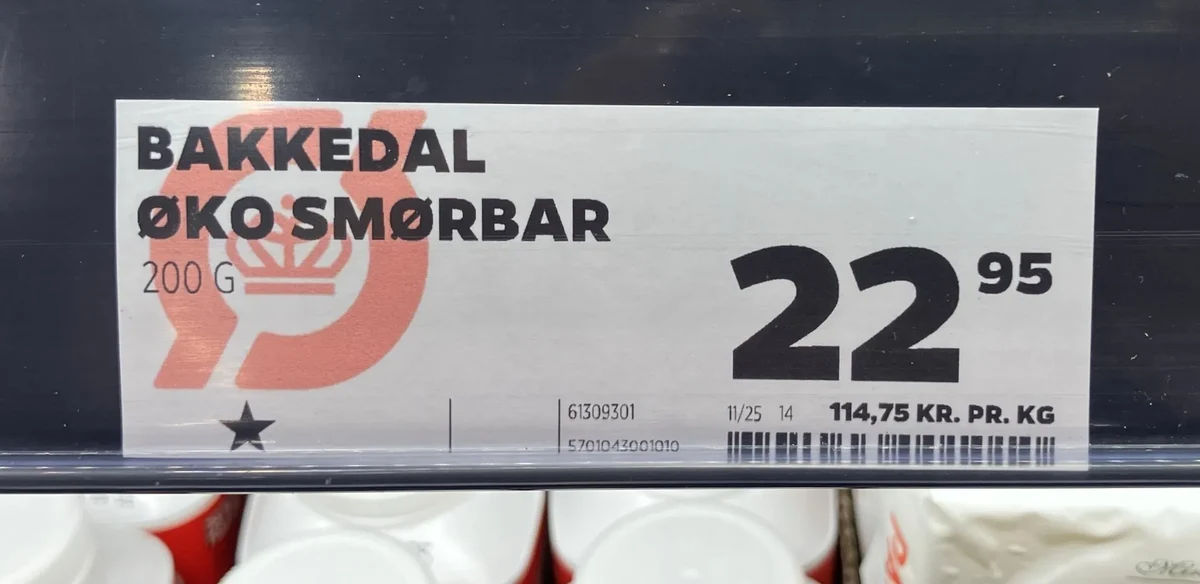 BAKKEDAL
ØKO SMØRBAR
200 G
22 95
61309301
11/25 14 114,75 KR. PR. KG
5701043001010